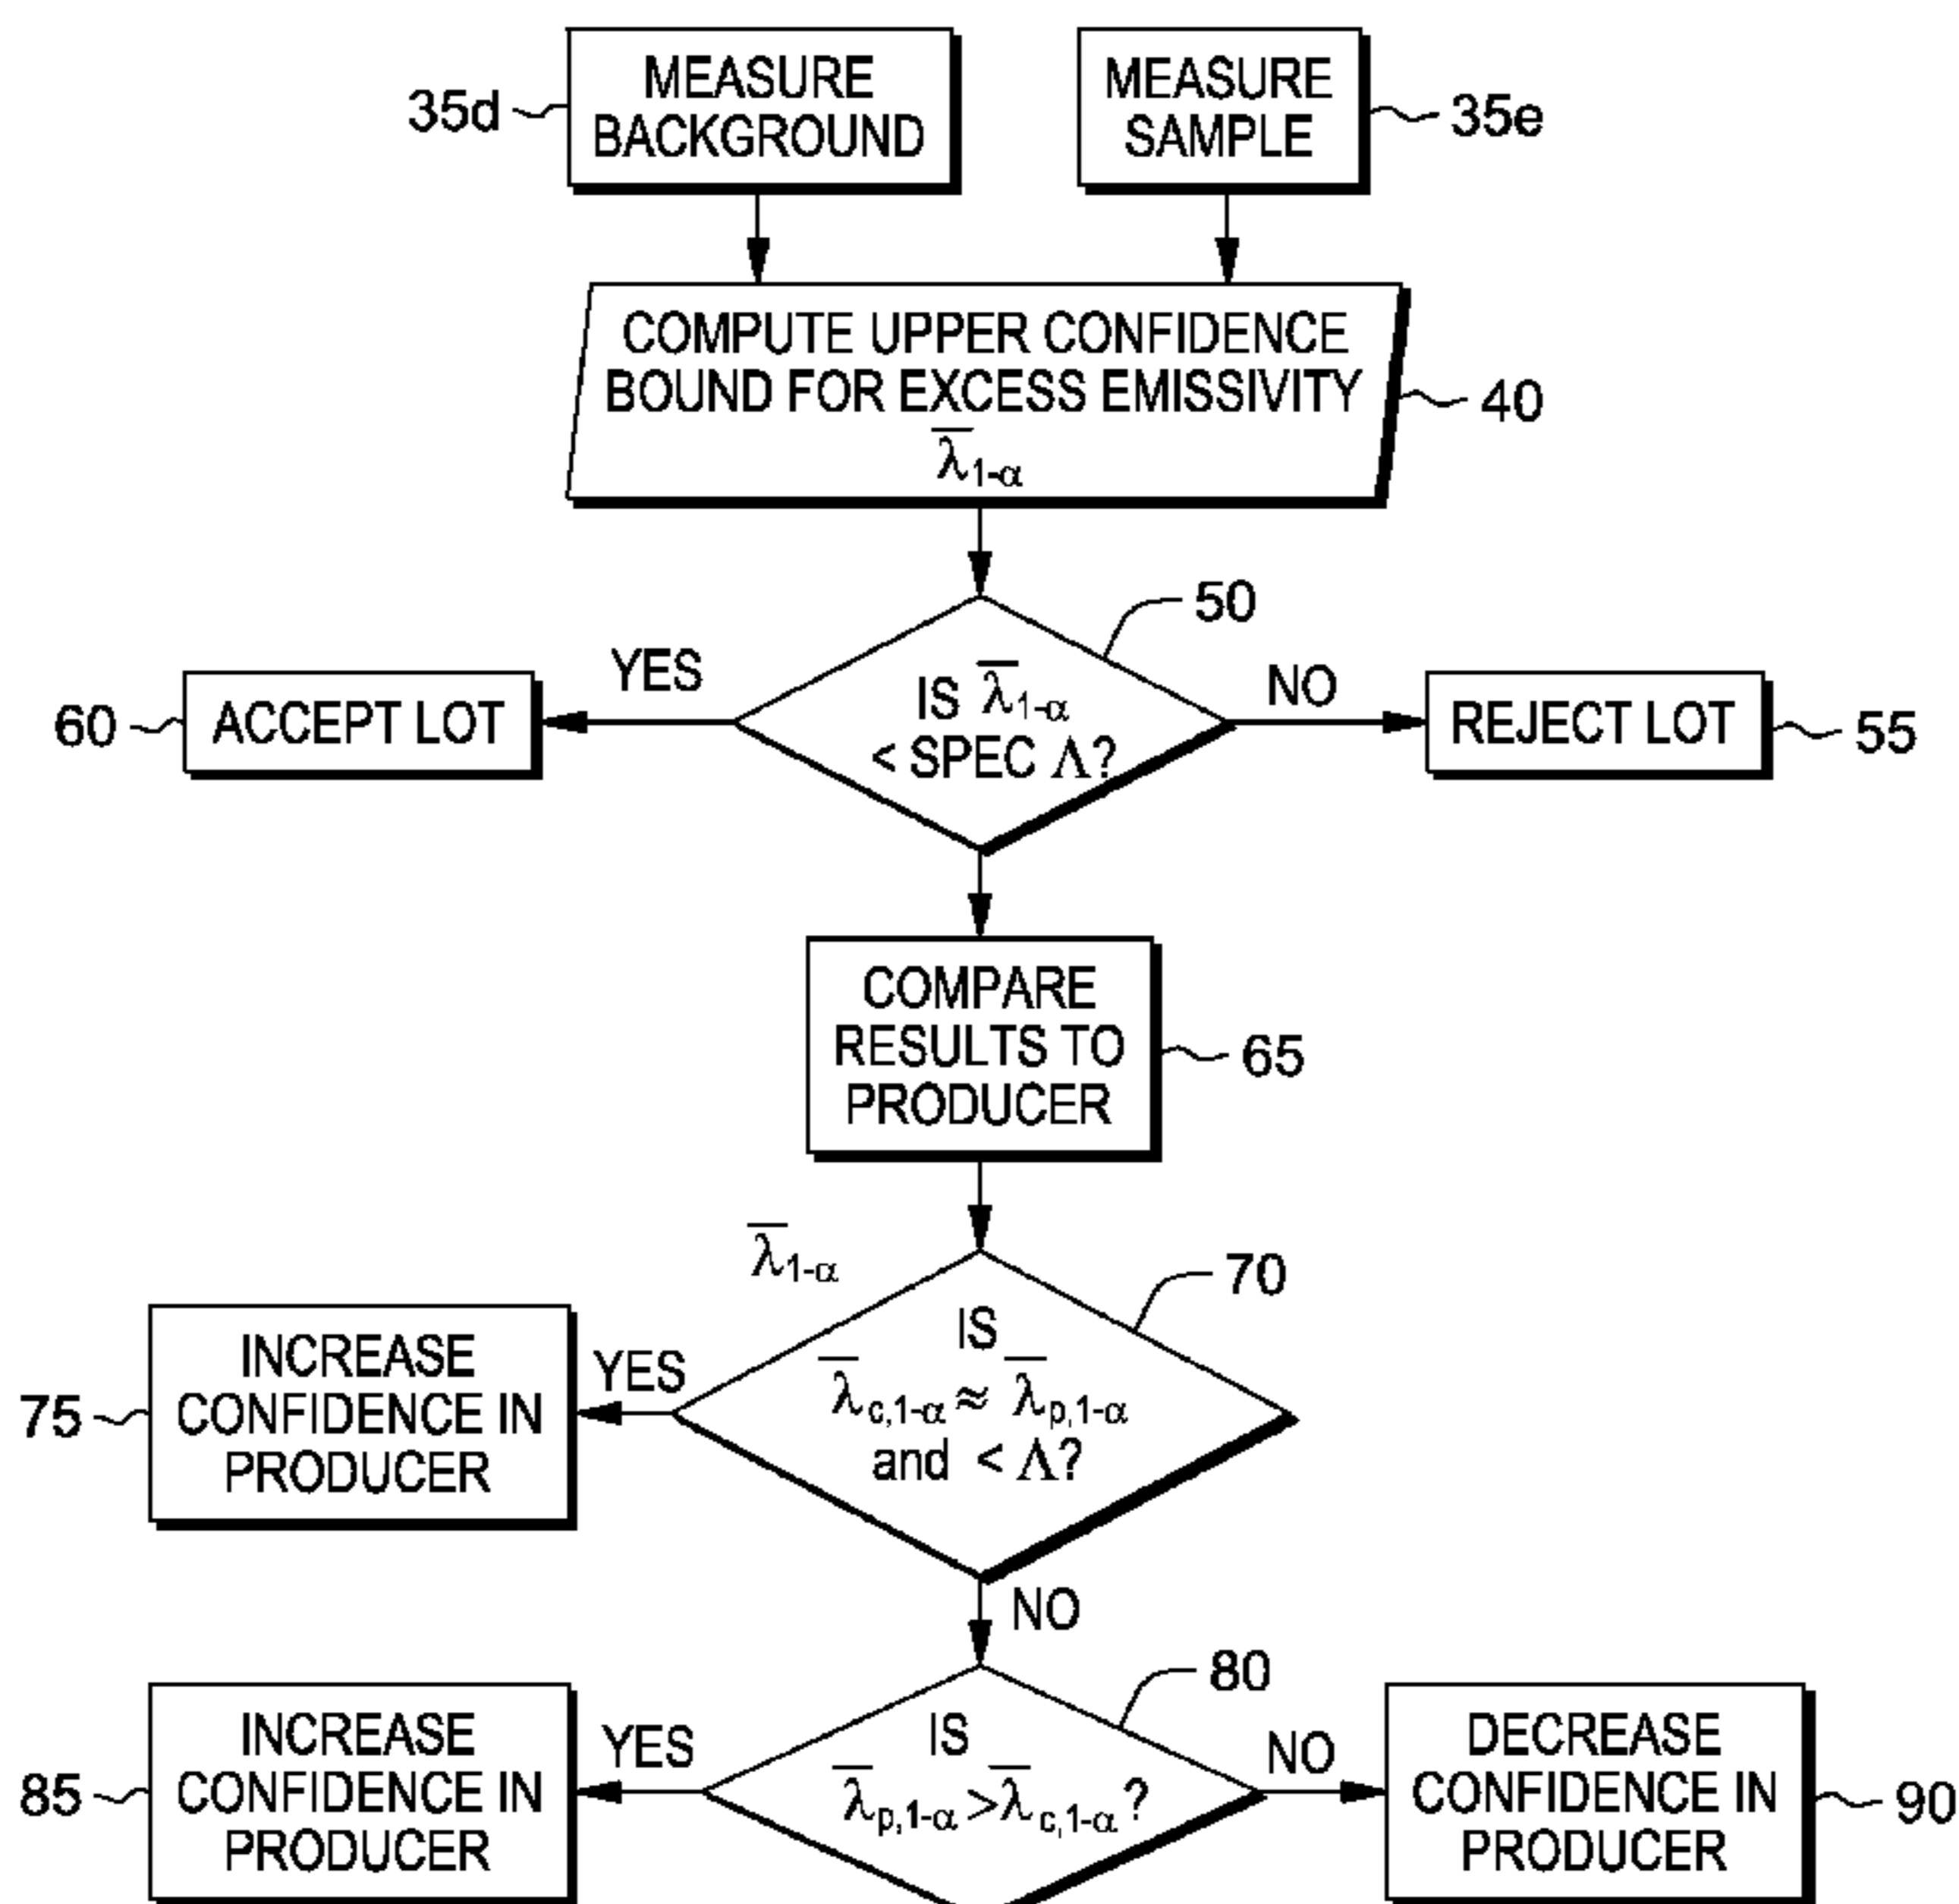 35d
MEASURE
BACKGROUND
MEASURE
SAMPLE
35e
COMPUTE UPPER CONFIDENCE
BOUND FOR EXCESS EMISSIVITY
λ̅1-α
40
50
IS λ̅1-α
< SPEC Λ?
YES
NO
60
ACCEPT LOT
REJECT LOT
55
COMPARE
RESULTS TO
PRODUCER
65
λ̅1-α
70
IS
λ̅c,1-α ≈ λ̅p,1-α
and < Λ?
YES
75
INCREASE
CONFIDENCE IN
PRODUCER
NO
80
IS
λ̅p,1-α > λ̅c,1-α ?
YES
NO
85
INCREASE
CONFIDENCE IN
PRODUCER
DECREASE
CONFIDENCE IN
PRODUCER
90